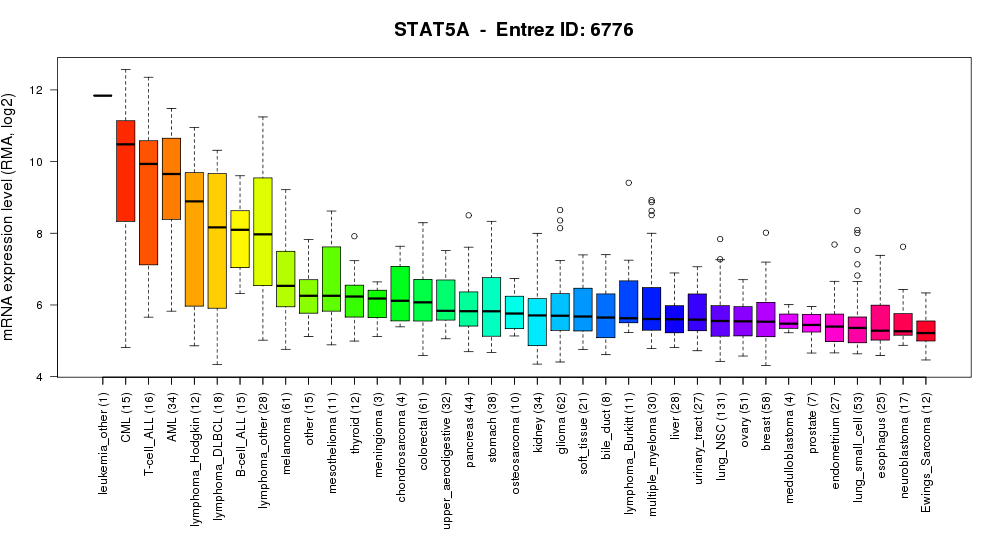 STAT5A - Entrez ID: 6776
mRNA expression level (RMA, log2)
12
10
8
6
4
leukemia_other (1)
CML (15)
T-cell_ALL (16)
AML (34)
lymphoma_Hodgkin (12)
lymphoma_DLBCL (18)
B-cell_ALL (15)
lymphoma_other (28)
melanoma (61)
other (15)
mesothelioma (11)
thyroid (12)
meningioma (3)
chondrosarcoma (4)
colorectal (61)
upper_aerodigestive (32)
pancreas (44)
stomach (38)
osteosarcoma (10)
kidney (34)
glioma (62)
soft_tissue (21)
bile_duct (8)
lymphoma_Burkitt (11)
multiple_myeloma (30)
liver (28)
urinary_tract (27)
lung_NSC (131)
ovary (51)
breast (58)
medulloblastoma (4)
prostate (7)
endometrium (27)
lung_small_cell (53)
esophagus (25)
neuroblastoma (17)
Ewings_Sarcoma (12)